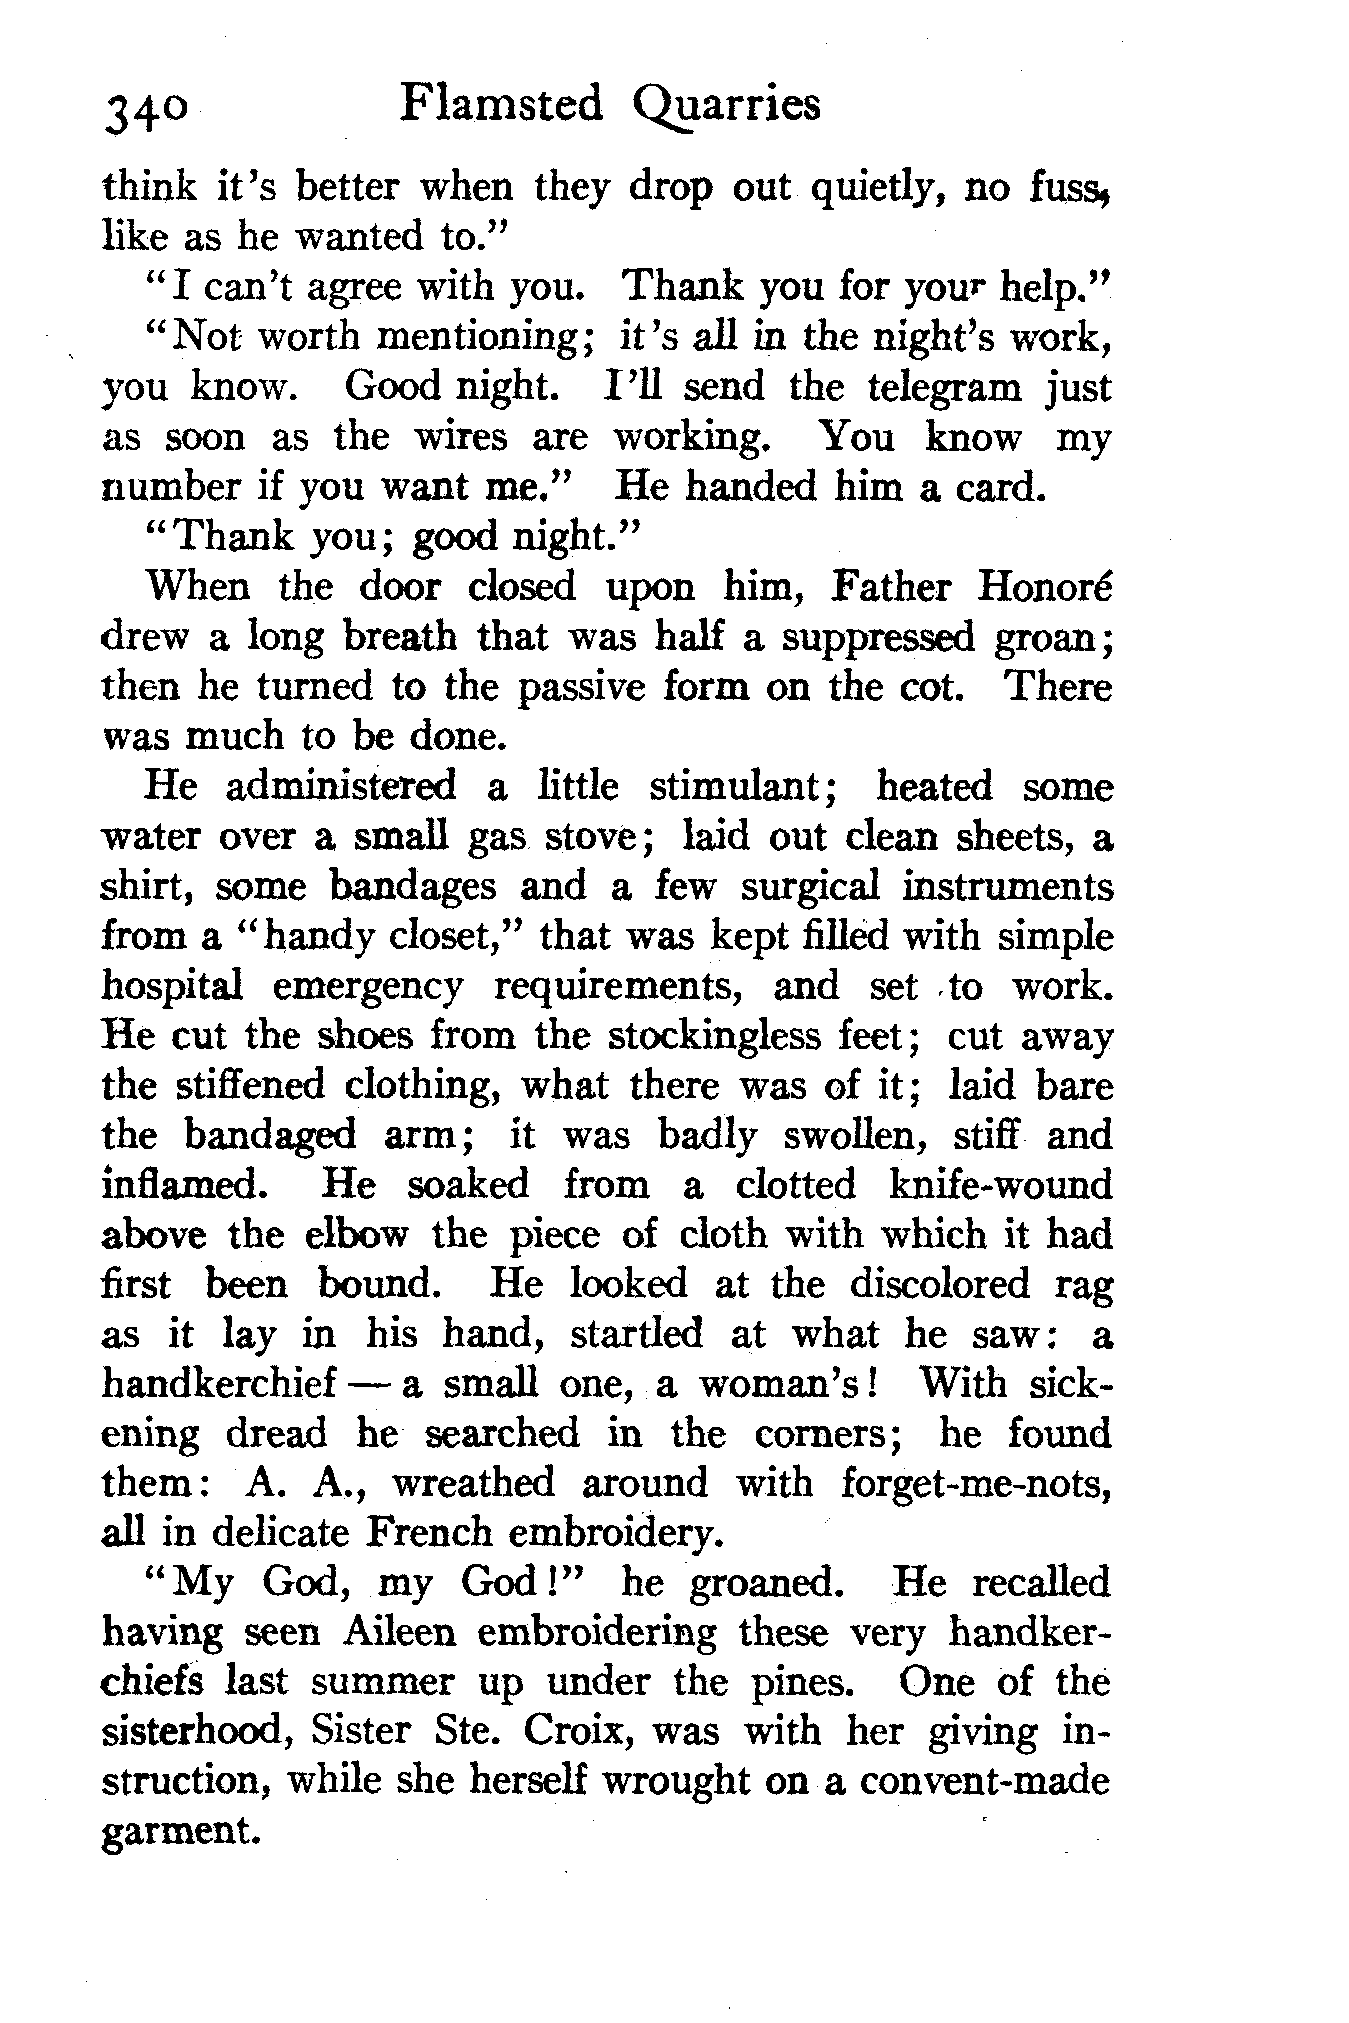 340 Flamsted Quarries
think it's better when they drop out quietly, no fuss,
like as he wanted to."
"I can't agree with you. Thank you for your help."
"Not worth mentioning; it's all in the night's work,
you know. Good night. I'll send the telegram just
as soon as the wires are working. You know my
number if you want me." He handed him a card.
"Thank you; good night."
When the door closed upon him, Father Honoré
drew a long breath that was half a suppressed groan;
then he turned to the passive form on the cot. There
was much to be done.
He administered a little stimulant; heated some
water over a small gas stove; laid out clean sheets, a
shirt, some bandages and a few surgical instruments
from a "handy closet," that was kept filled with simple
hospital emergency requirements, and set to work.
He cut the shoes from the stockingless feet; cut away
the stiffened clothing, what there was of it; laid bare
the bandaged arm; it was badly swollen, stiff and
inflamed. He soaked from a clotted knife-wound
above the elbow the piece of cloth with which it had
first been bound. He looked at the discolored rag
as it lay in his hand, startled at what he saw: a
handkerchief — a small one, a woman's! With sick-
ening dread he searched in the corners; he found
them: A. A., wreathed around with forget-me-nots,
all in delicate French embroidery.
"My God, my God!" he groaned. He recalled
having seen Aileen embroidering these very handker-
chiefs last summer up under the pines. One of the
sisterhood, Sister Ste. Croix, was with her giving in-
struction, while she herself wrought on a convent-made
garment.